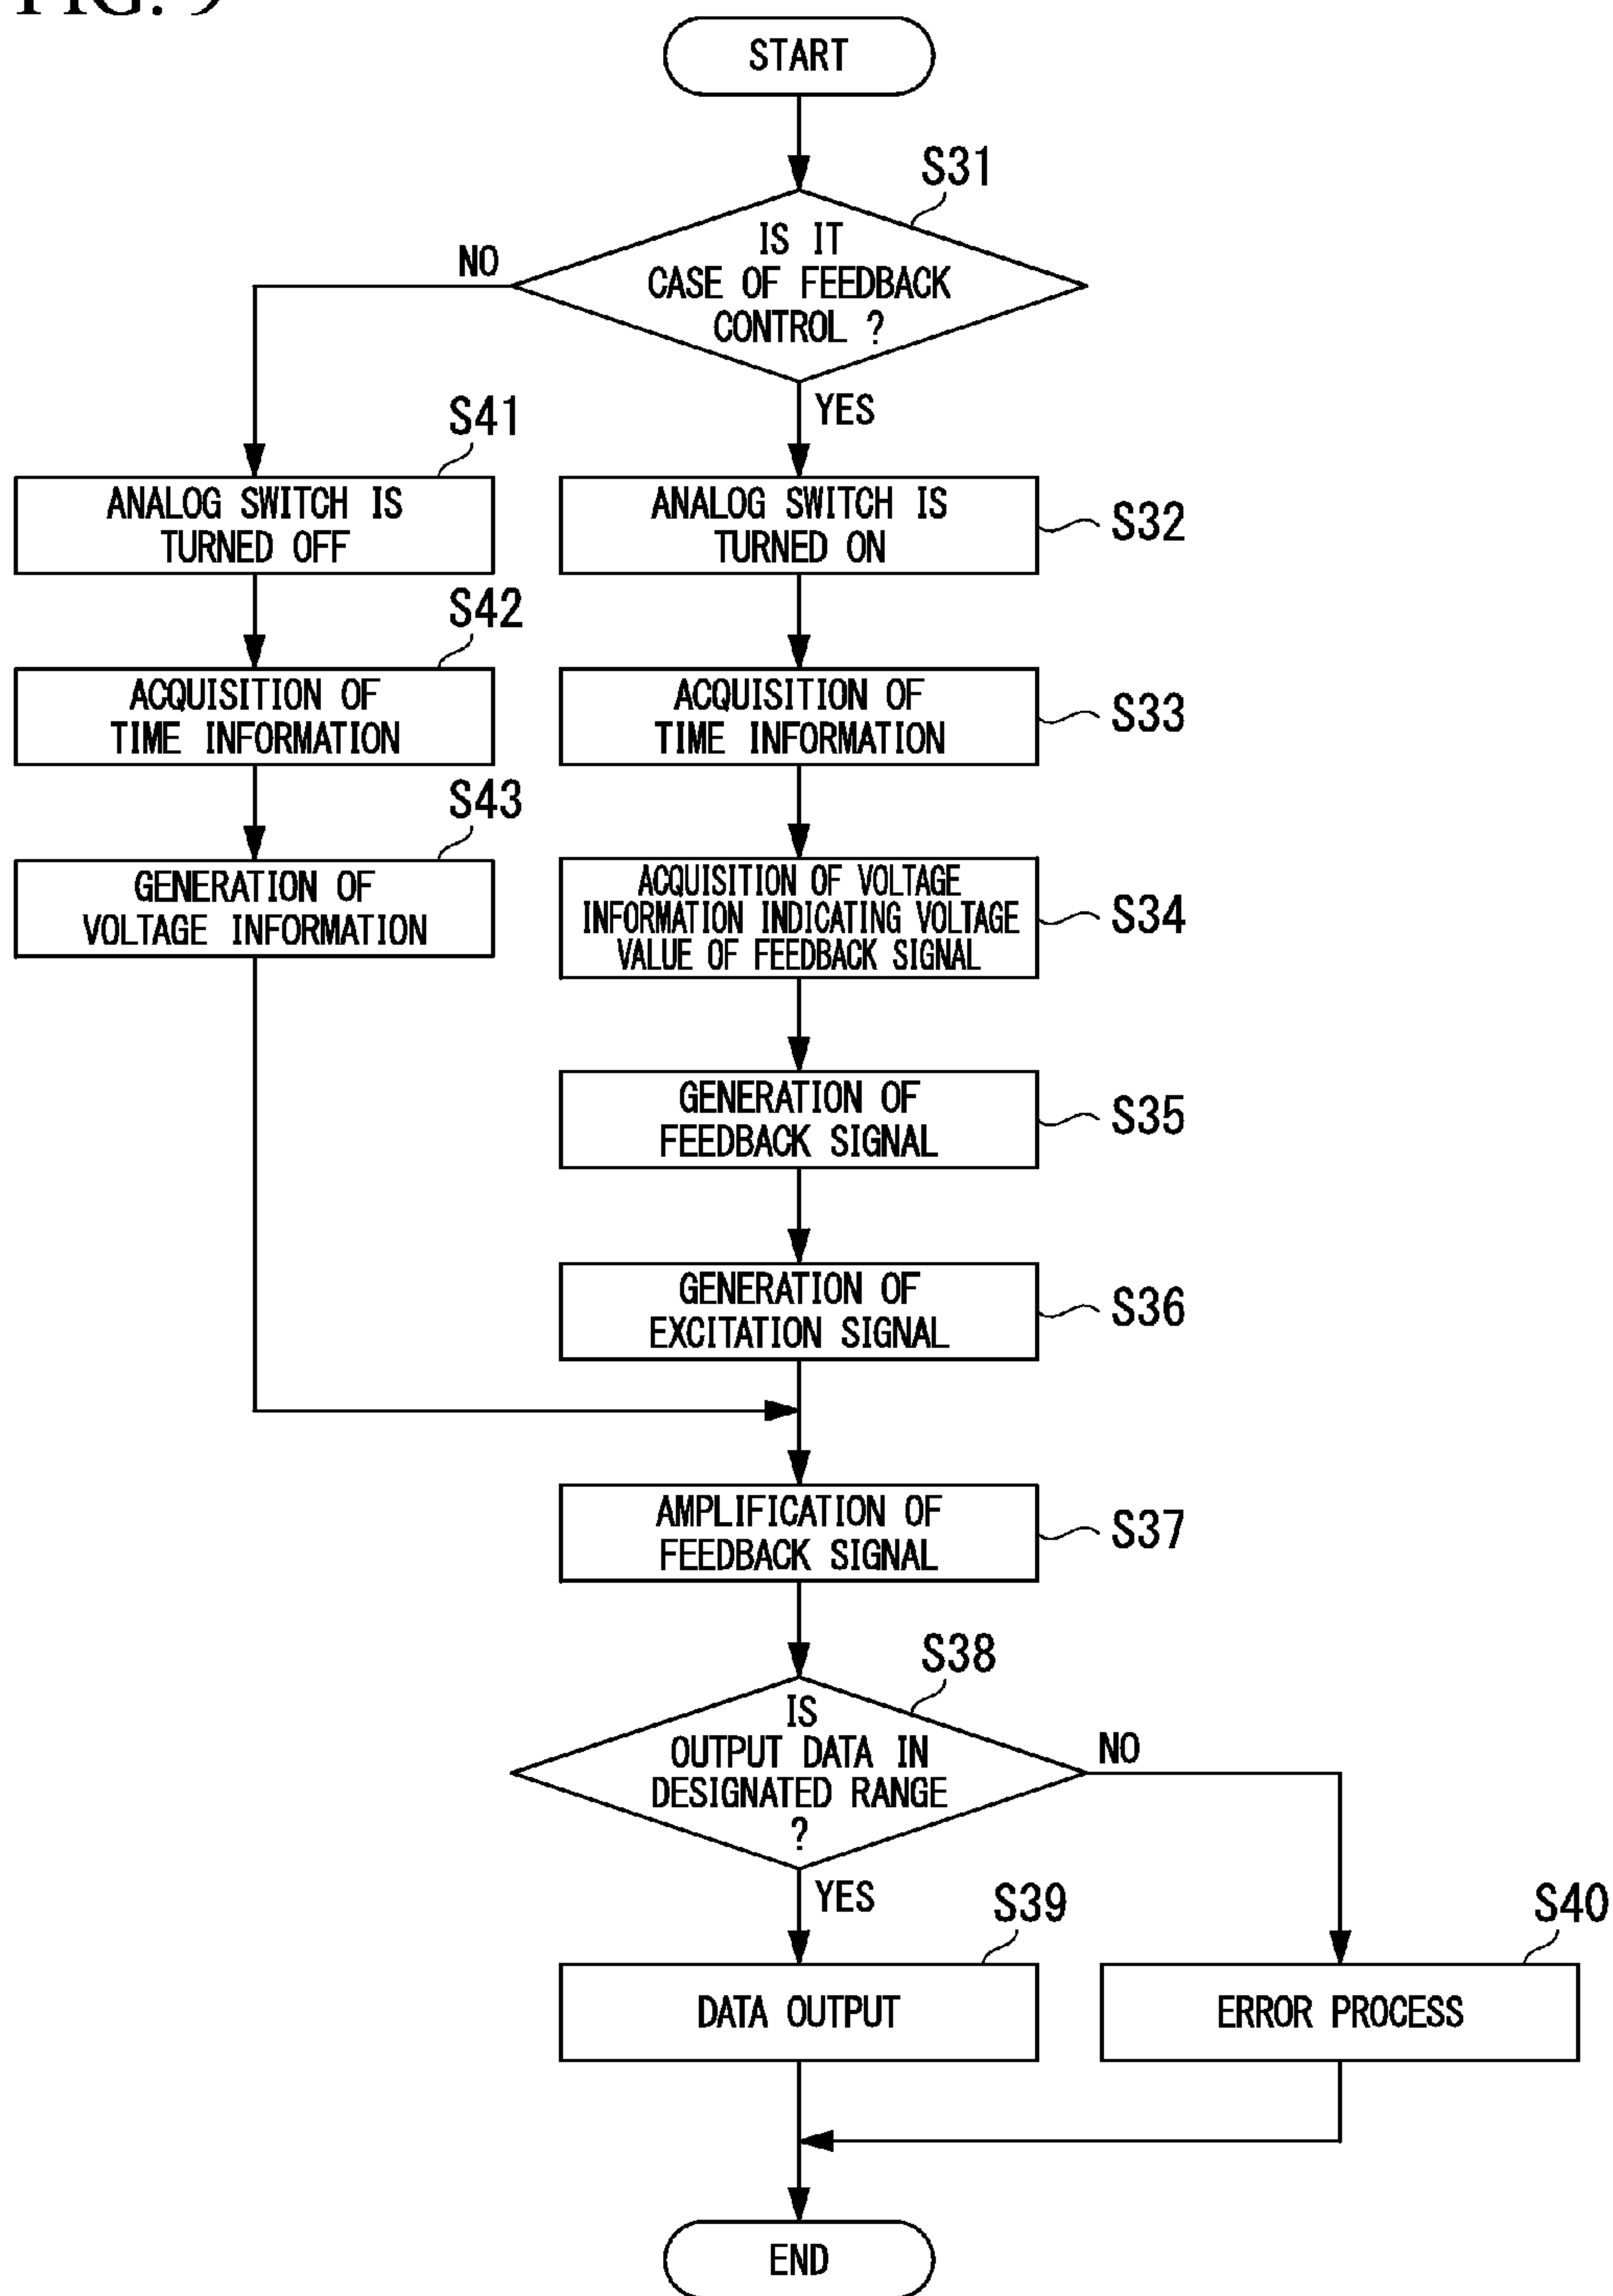 FIG. 9
START
S31
IS IT
CASE OF FEEDBACK
CONTROL ?
NO
YES
S41
ANALOG SWITCH IS
TURNED OFF
ANALOG SWITCH IS
TURNED ON
S32
S42
ACQUISITION OF
TIME INFORMATION
ACQUISITION OF
TIME INFORMATION
S33
S43
GENERATION OF
VOLTAGE INFORMATION
ACQUISITION OF VOLTAGE
INFORMATION INDICATING VOLTAGE
VALUE OF FEEDBACK SIGNAL
S34
GENERATION OF
FEEDBACK SIGNAL
S35
GENERATION OF
EXCITATION SIGNAL
S36
AMPLIFICATION OF
FEEDBACK SIGNAL
S37
S38
IS
OUTPUT DATA IN
DESIGNATED RANGE
?
NO
YES
S39
DATA OUTPUT
S40
ERROR PROCESS
END